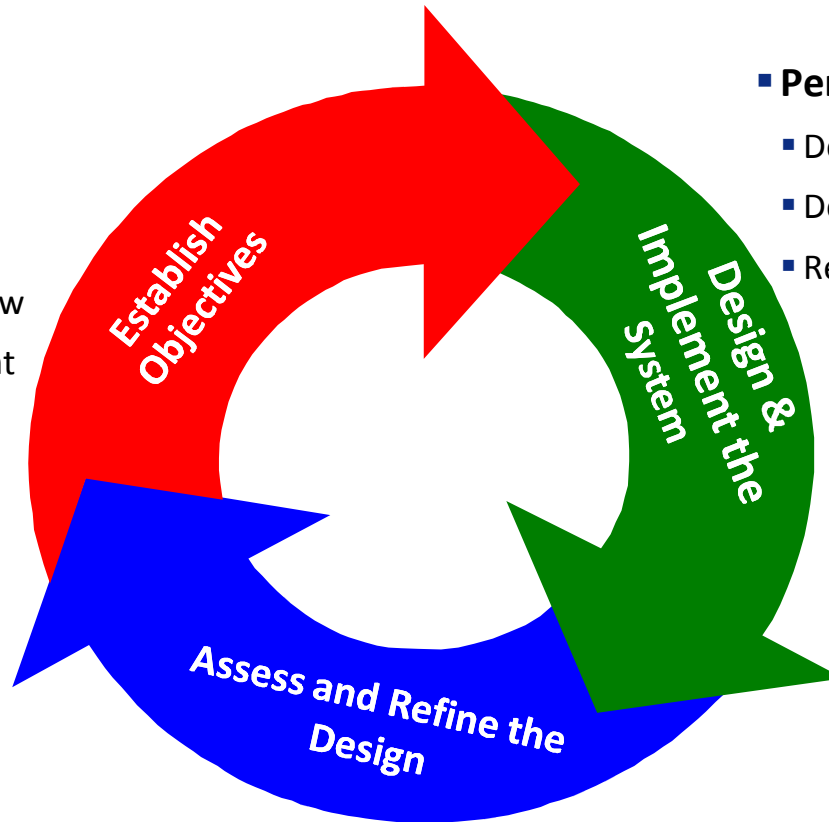 Establish
Objectives
Design &
Implement the
System
Assess and Refine the
Design